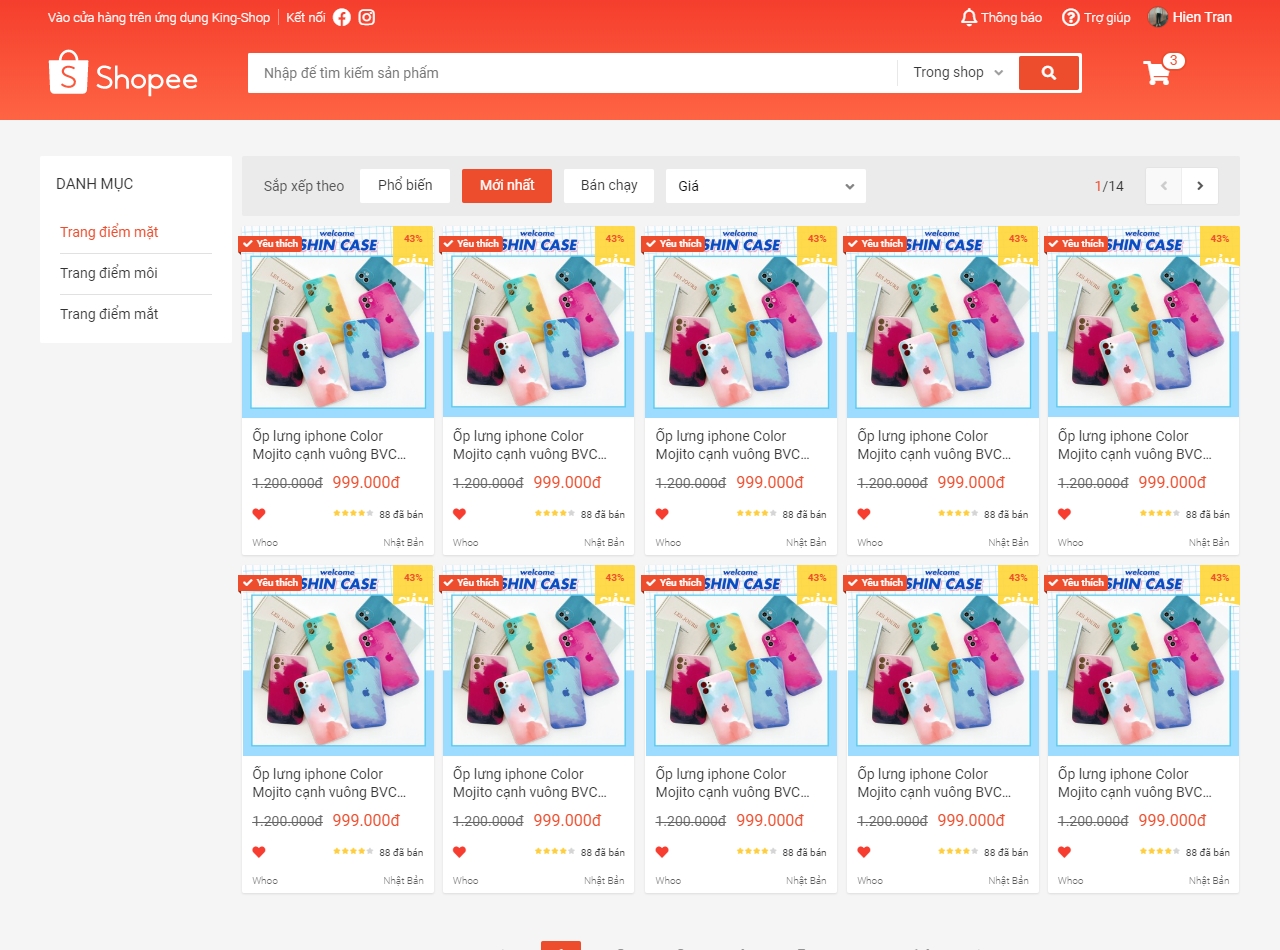 Vào cửa hàng trên ứng dụng King-Shop
Kết nối
Thông báo
Trợ giúp
Hien Tran
S Shopee
Nhập để tìm kiếm sản phẩm
Trong shop
3
DANH MỤC
Trang điểm mặt
Trang điểm môi
Trang điểm mắt
Sắp xếp theo
Phổ biến
Mới nhất
Bán chạy
Giá
1/14
Yêu thích
welcome
SHIN CASE
43%
Ốp lưng iphone Color
Mojito cạnh vuông BVC...
1.200.000đ 999.000đ
88 đã bán
Whoo Nhật Bản
Yêu thích
welcome
SHIN CASE
43%
Ốp lưng iphone Color
Mojito cạnh vuông BVC...
1.200.000đ 999.000đ
88 đã bán
Whoo Nhật Bản
Yêu thích
welcome
SHIN CASE
43%
Ốp lưng iphone Color
Mojito cạnh vuông BVC...
1.200.000đ 999.000đ
88 đã bán
Whoo Nhật Bản
Yêu thích
welcome
SHIN CASE
43%
Ốp lưng iphone Color
Mojito cạnh vuông BVC...
1.200.000đ 999.000đ
88 đã bán
Whoo Nhật Bản
Yêu thích
welcome
SHIN CASE
43%
Ốp lưng iphone Color
Mojito cạnh vuông BVC...
1.200.000đ 999.000đ
88 đã bán
Whoo Nhật Bản
Yêu thích
welcome
SHIN CASE
43%
Ốp lưng iphone Color
Mojito cạnh vuông BVC...
1.200.000đ 999.000đ
88 đã bán
Whoo Nhật Bản
Yêu thích
welcome
SHIN CASE
43%
Ốp lưng iphone Color
Mojito cạnh vuông BVC...
1.200.000đ 999.000đ
88 đã bán
Whoo Nhật Bản
Yêu thích
welcome
SHIN CASE
43%
Ốp lưng iphone Color
Mojito cạnh vuông BVC...
1.200.000đ 999.000đ
88 đã bán
Whoo Nhật Bản
Yêu thích
welcome
SHIN CASE
43%
Ốp lưng iphone Color
Mojito cạnh vuông BVC...
1.200.000đ 999.000đ
88 đã bán
Whoo Nhật Bản
Yêu thích
welcome
SHIN CASE
43%
Ốp lưng iphone Color
Mojito cạnh vuông BVC...
1.200.000đ 999.000đ
88 đã bán
Whoo Nhật Bản